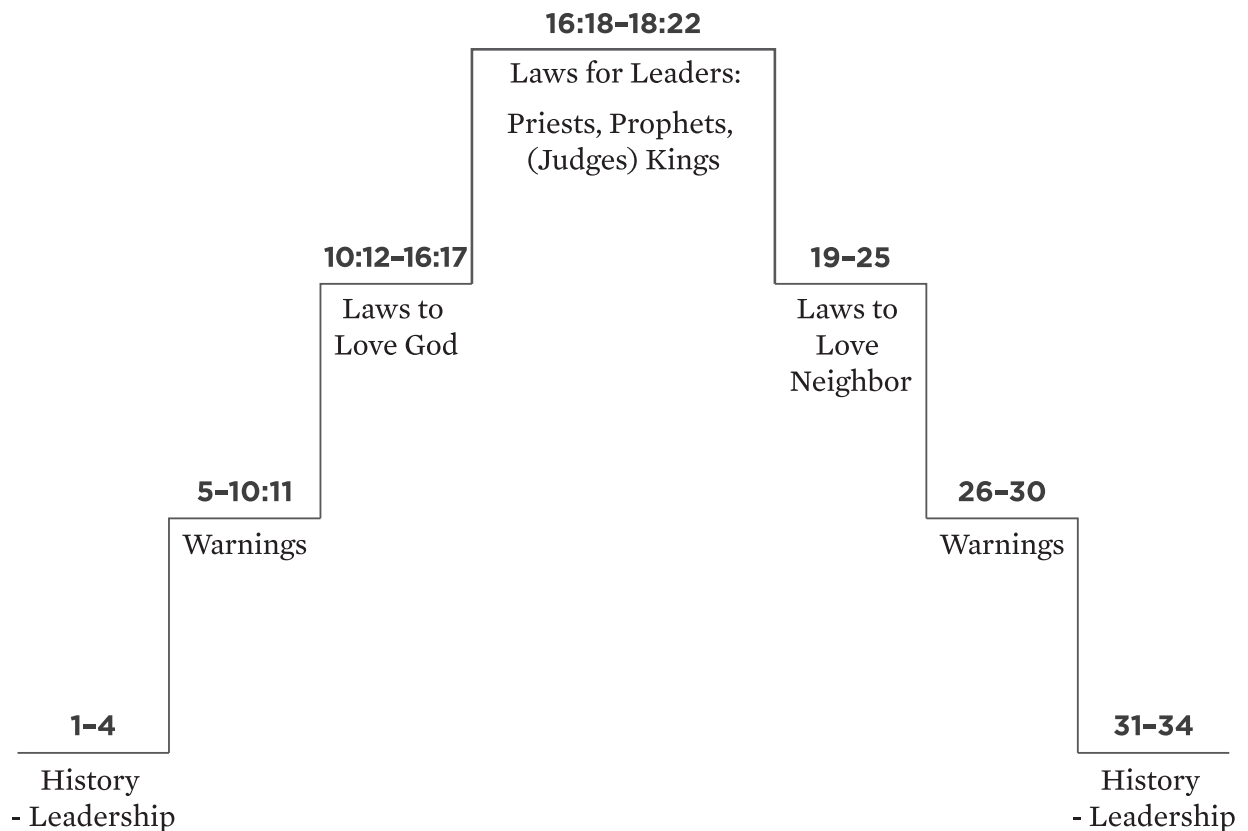 16:18–18:22
Laws for Leaders:
Priests, Prophets,
(Judges) Kings
10:12–16:17
Laws to
Love God
19–25
Laws to
Love
Neighbor
5–10:11
Warnings
26–30
Warnings
1–4
History
- Leadership
31–34
History
- Leadership